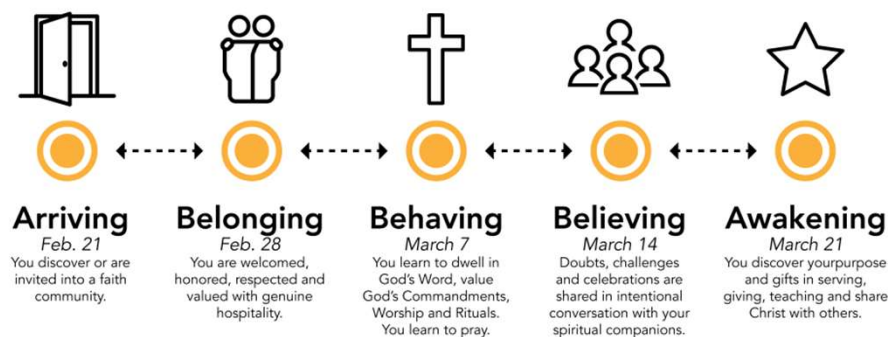 Arriving
Feb. 21
You discover or are
invited into a faith
community.
Belonging
Feb. 28
You are welcomed,
honored, respected and
valued with genuine
hospitality.
Behaving
March 7
You learn to dwell in
God's Word, value
God's Commandments,
Worship and Rituals.
You learn to pray.
Believing
March 14
Doubts, challenges
and celebrations are
shared in intentional
conversation with your
spiritual companions.
Awakening
March 21
You discover yourpurpose
and gifts in serving,
giving, teaching and share
Christ with others.